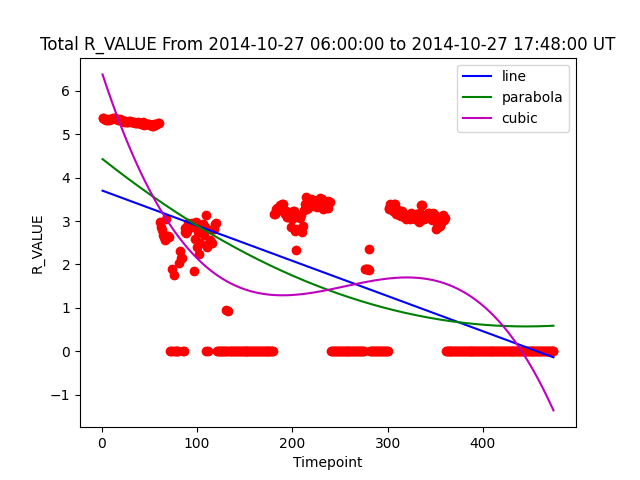 Total R_VALUE From 2014-10-27 06:00:00 to 2014-10-27 17:48:00 UT
line
parabola
cubic
6
5
4
3
2
1
0
−1
R_VALUE
0 100 200 300 400
Timepoint